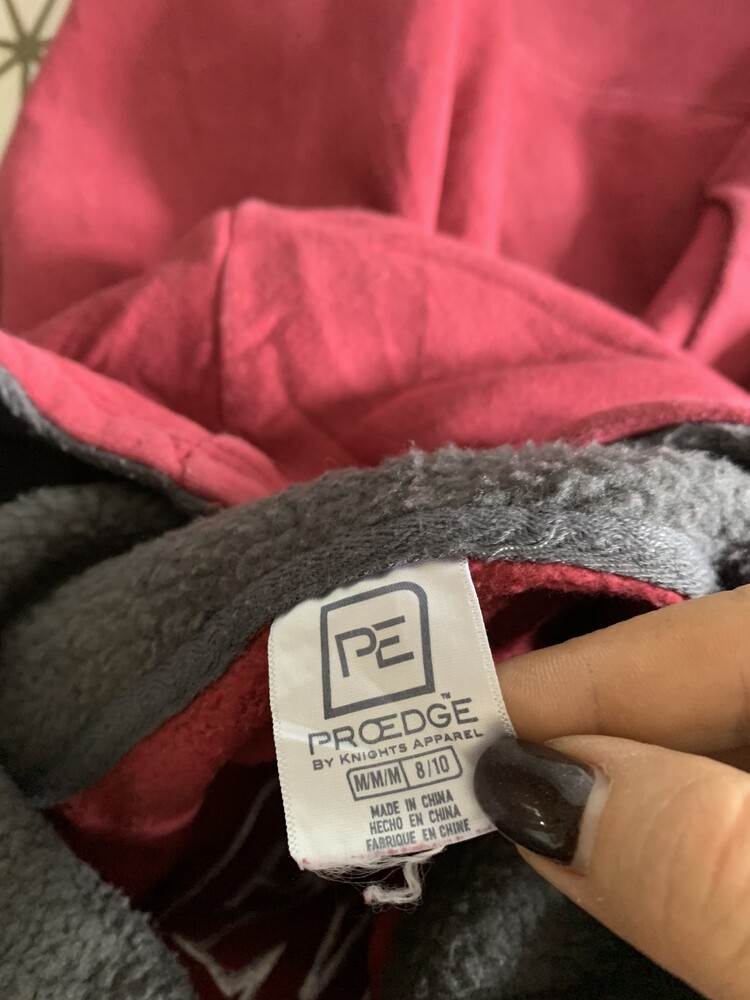 PE
PROEDGE™
BY KNIGHTS APPAREL
M/M/M 8/10
MADE IN CHINA
HECHO EN CHINA
FABRIQUE EN CHINE